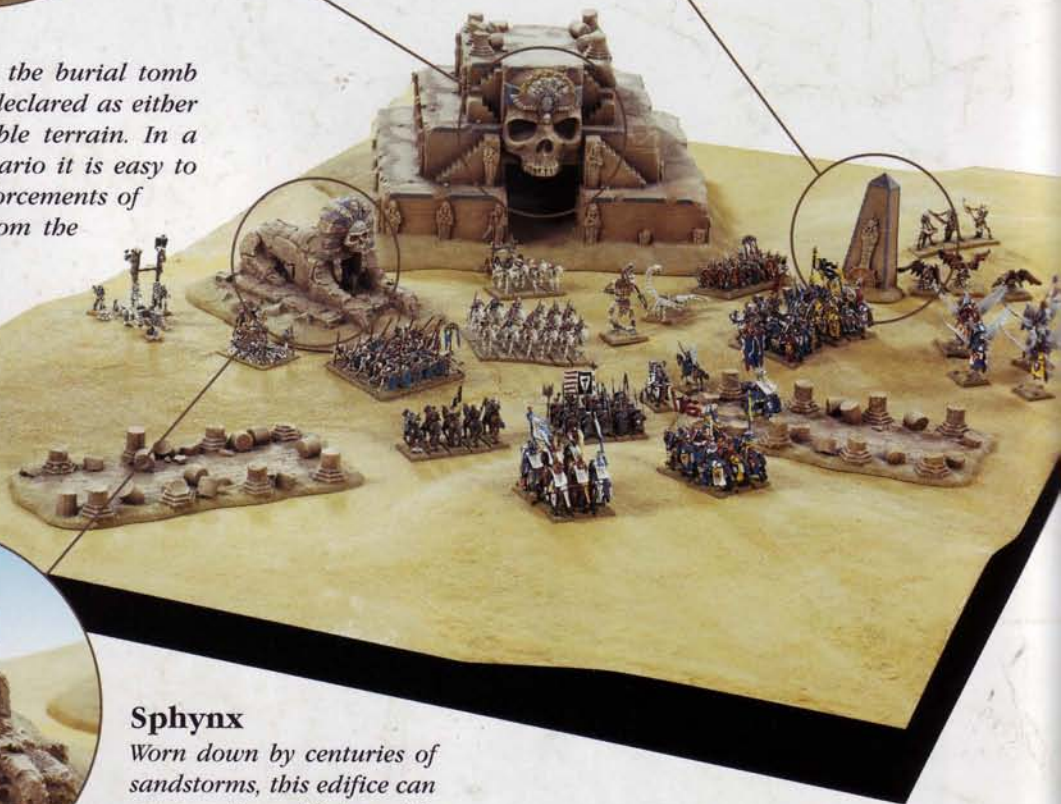 the burial tomb
declared as either
ble terrain. In a
ario it is easy to
orcements of
om the
Sphynx
Worn down by centuries of
sandstorms, this edifice can